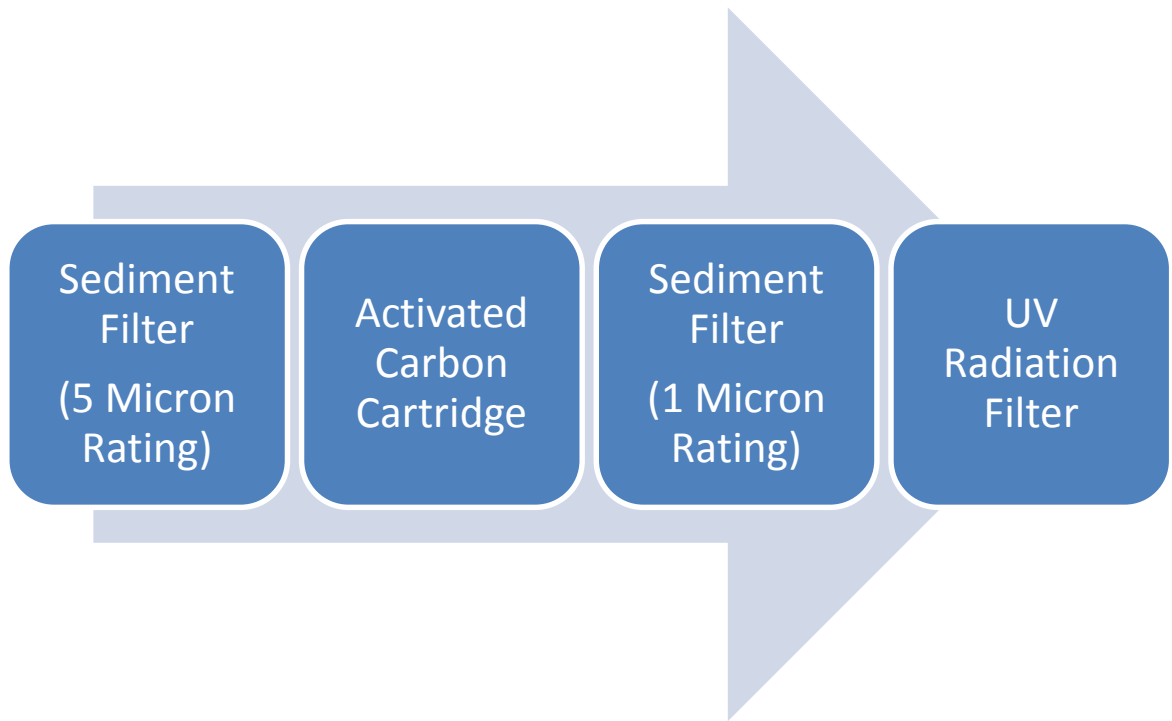 Sediment
Filter
(5 Micron
Rating)
Activated
Carbon
Cartridge
Sediment
Filter
(1 Micron
Rating)
UV
Radiation
Filter